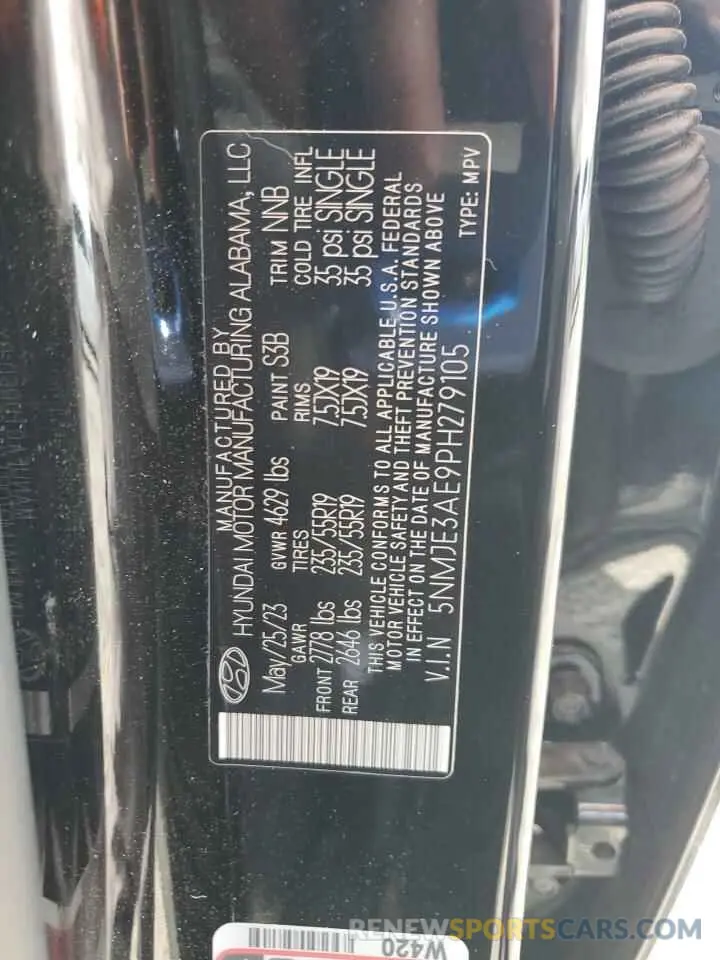 MANUFACTURED BY
HYUNDAI MOTOR MANUFACTURING ALABAMA, LLC
May/25/23 GVWR 4629 lbs PAINT S3B TRIM NNB
GAWR TIRES RIMS COLD TIRE INFL
FRONT 2778 lbs 235/55R19 7.5JX19 35 psi SINGLE
REAR 2646 lbs 235/55R19 7.5JX19 35 psi SINGLE
THIS VEHICLE CONFORMS TO ALL APPLICABLE U.S.A. FEDERAL
MOTOR VEHICLE SAFETY AND THEFT PREVENTION STANDARDS
IN EFFECT ON THE DATE OF MANUFACTURE SHOWN ABOVE
V.I.N 5NMJE3AE9PH279105
TYPE: MPV
W420
RENEWSPORTSCARS.COM